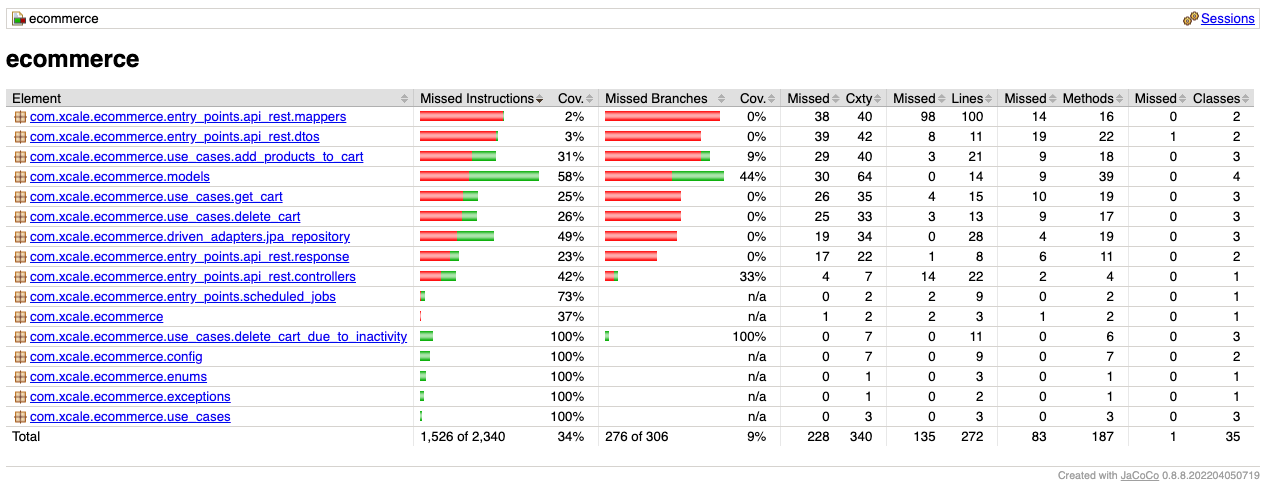 ecommerce Sessions
ecommerce
Element Missed Instructions Cov. Missed Branches Cov. Missed Cxty Missed Lines Missed Methods Missed Classes
com.xcale.ecommerce.entry_points.api_rest.mappers 2% 0% 38 40 98 100 14 16 0 2
com.xcale.ecommerce.entry_points.api_rest.dtos 3% 0% 39 42 8 11 19 22 1 2
com.xcale.ecommerce.use_cases.add_products_to_cart 31% 9% 29 40 3 21 9 18 0 3
com.xcale.ecommerce.models 58% 44% 30 64 0 14 9 39 0 4
com.xcale.ecommerce.use_cases.get_cart 25% 0% 26 35 4 15 10 19 0 3
com.xcale.ecommerce.use_cases.delete_cart 26% 0% 25 33 3 13 9 17 0 3
com.xcale.ecommerce.driven_adapters.jpa_repository 49% 0% 19 34 0 28 4 19 0 3
com.xcale.ecommerce.entry_points.api_rest.response 23% 0% 17 22 1 8 6 11 0 2
com.xcale.ecommerce.entry_points.api_rest.controllers 42% 33% 4 7 14 22 2 4 0 1
com.xcale.ecommerce.entry_points.scheduled_jobs 73% n/a 0 2 2 9 0 2 0 1
com.xcale.ecommerce 37% n/a 1 2 2 3 1 2 0 1
com.xcale.ecommerce.use_cases.delete_cart_due_to_inactivity 100% 100% 0 7 0 11 0 6 0 3
com.xcale.ecommerce.config 100% n/a 0 7 0 9 0 7 0 2
com.xcale.ecommerce.enums 100% n/a 0 1 0 3 0 1 0 1
com.xcale.ecommerce.exceptions 100% n/a 0 1 0 2 0 1 0 1
com.xcale.ecommerce.use_cases 100% n/a 0 3 0 3 0 3 0 3
Total 1,526 of 2,340 34% 276 of 306 9% 228 340 135 272 83 187 1 35
Created with JaCoCo 0.8.8.202204050719